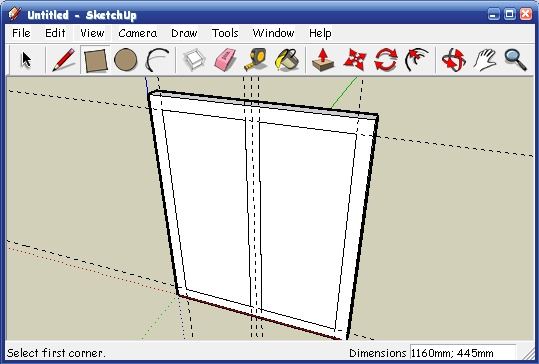 Untitled - SketchUp
File Edit View Camera Draw Tools Window Help
Select first corner. Dimensions 1160mm; 445mm